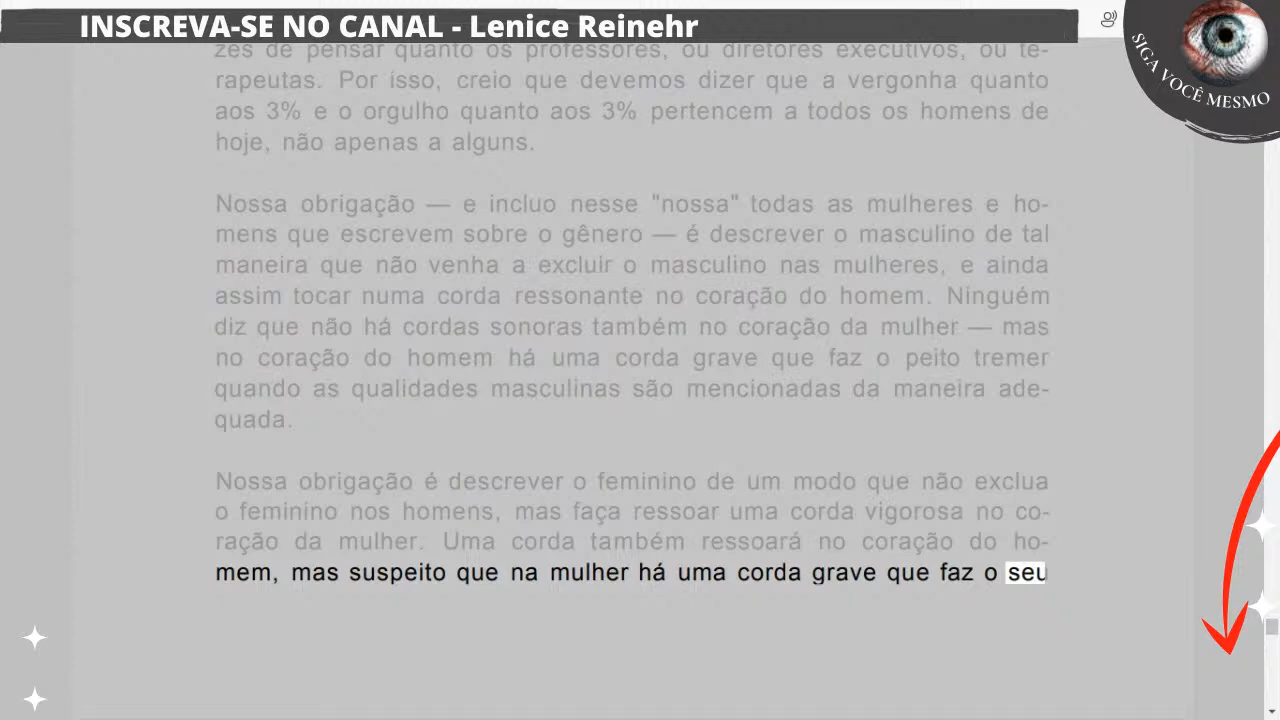 INSCREVA-SE NO CANAL - Lenice Reinehr
SIGA VOCÊ MESMO
zes de pensar quanto os professores, ou diretores executivos, ou te-
rapeutas. Por isso, creio que devemos dizer que a vergonha quanto
aos 3% e o orgulho quanto aos 3% pertencem a todos os homens de
hoje, não apenas a alguns.
Nossa obrigação — e incluo nesse "nossa" todas as mulheres e ho-
mens que escrevem sobre o gênero — é descrever o masculino de tal
maneira que não venha a excluir o masculino nas mulheres, e ainda
assim tocar numa corda ressonante no coração do homem. Ninguém
diz que não há cordas sonoras também no coração da mulher — mas
no coração do homem há uma corda grave que faz o peito tremer
quando as qualidades masculinas são mencionadas da maneira ade-
quada.
Nossa obrigação é descrever o feminino de um modo que não exclua
o feminino nos homens, mas faça ressoar uma corda vigorosa no co-
ração da mulher. Uma corda também ressoará no coração do ho-
mem, mas suspeito que na mulher há uma corda grave que faz o seu